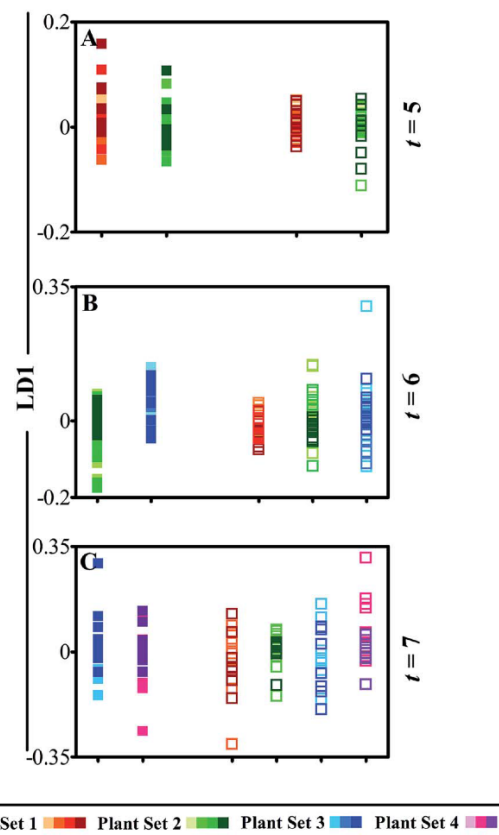 0.2
A
0
-0.2
t = 5
0.35
B
0
-0.2
t = 6
LD1
0.35
C
0
-0.35
t = 7
Set 1 Plant Set 2 Plant Set 3 Plant Set 4